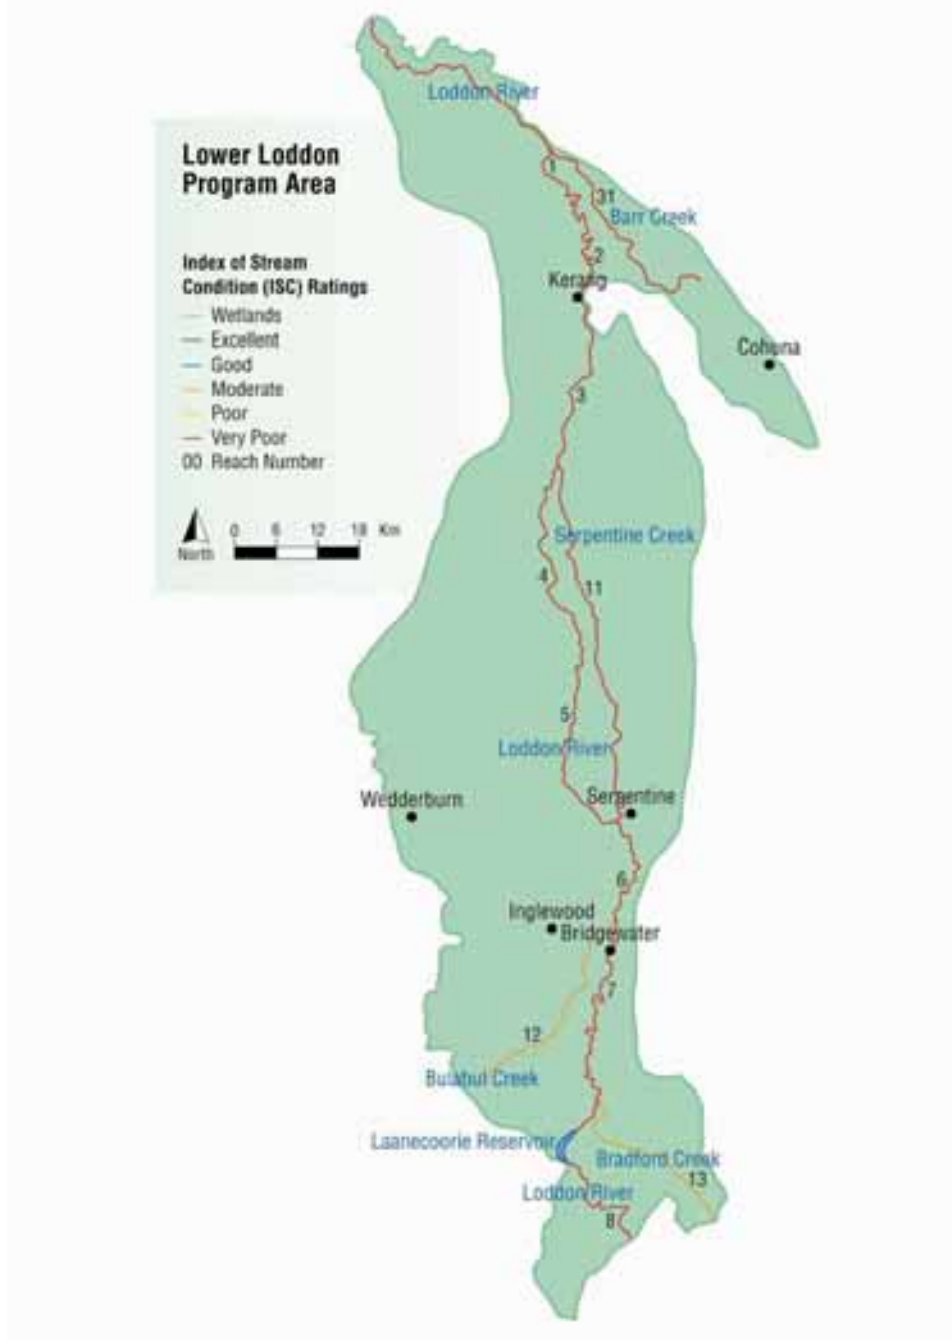 Loddon River
Lower Loddon
Program Area
1
31
Barr Creek
Index of Stream
Condition (ISC) Ratings
2
Kerang
Wetlands
Excellent
Good
Moderate
Poor
Very Poor
00 Reach Number
Cohuna
3
0 6 12 18 Km
North
Serpentine Creek
4
11
5
Loddon River
Wedderburn
Serpentine
6
Inglewood
Bridgewater
7
12
Bulabul Creek
Laanecoorie Reservoir
Bradford Creek
13
Loddon River
8